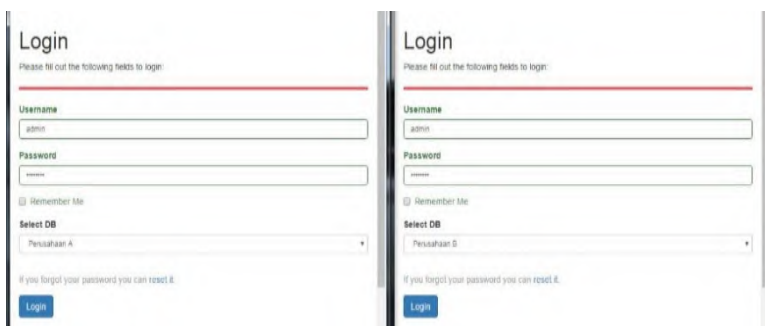 Login
Please fill out the following fields to login:
Username
admin
Password
Remember Me
Select DB
Perusahaan A
If you forgot your password you can reset it.
Login
Login
Please fill out the following fields to login:
Username
admin
Password
Remember Me
Select DB
Perusahaan B
If you forgot your password you can reset it.
Login